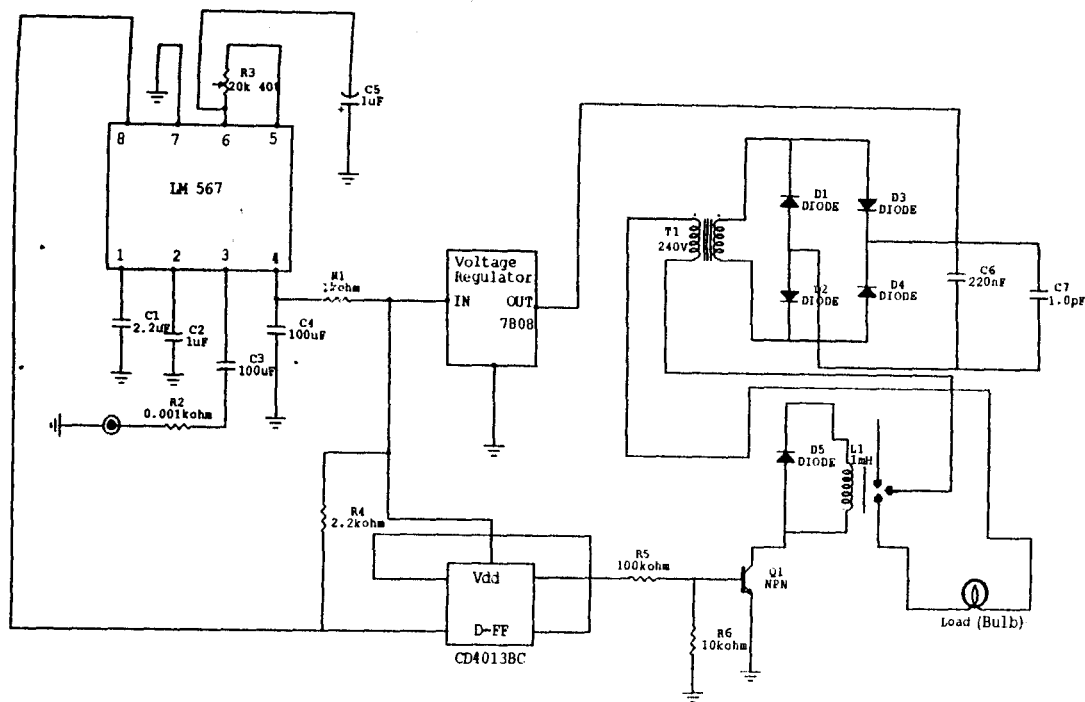 R3
20k 40%
C5
1uF
+
8
7
6
5
LM 567
1
2
3
4
C1
2.2uF
C2
1uF
C3
100uF
C4
100uF
R1
1kohm
R2
0.001kohm
Voltage
Regulator
IN
OUT
7808
T1
240V
D1
DIODE
D3
DIODE
D2
DIODE
D4
DIODE
C6
220nF
C7
1.0pF
D5
DIODE
L1
1mH
R4
2.2kohm
Vdd
D-FF
CD4013BC
R5
100kohm
Q1
NPN
R6
10kohm
Load (Bulb)